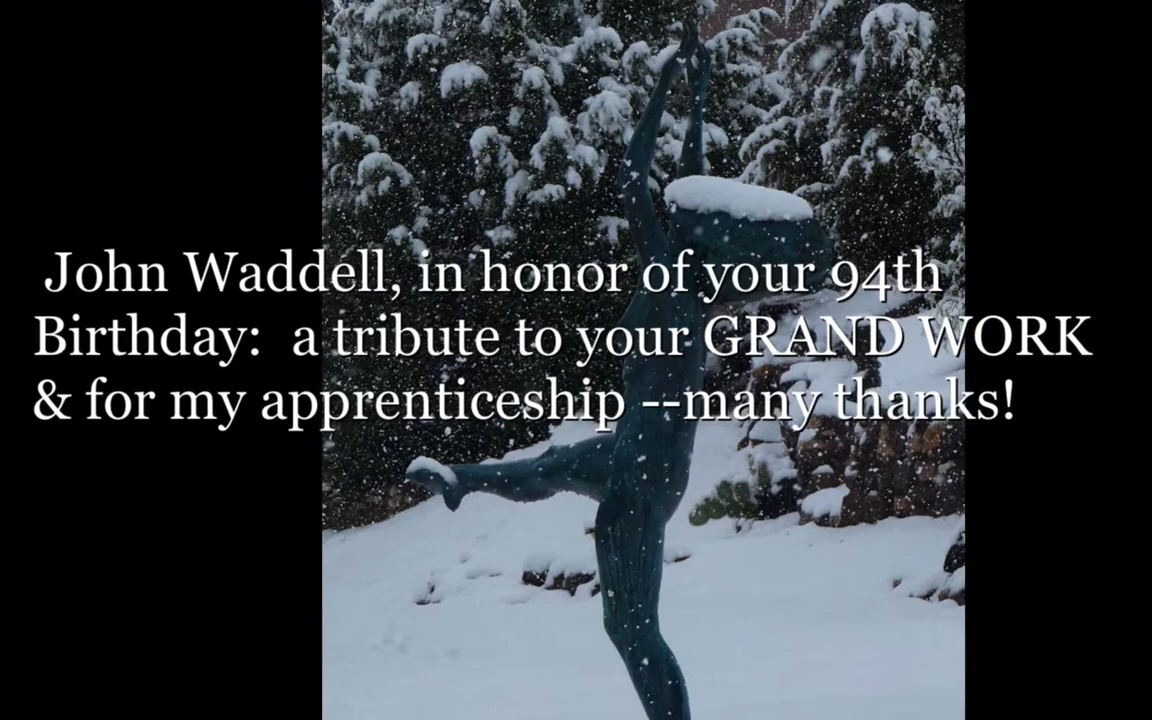 John Waddell, in honor of your 94th
Birthday:  a tribute to your GRAND WORK
& for my apprenticeship --many thanks!